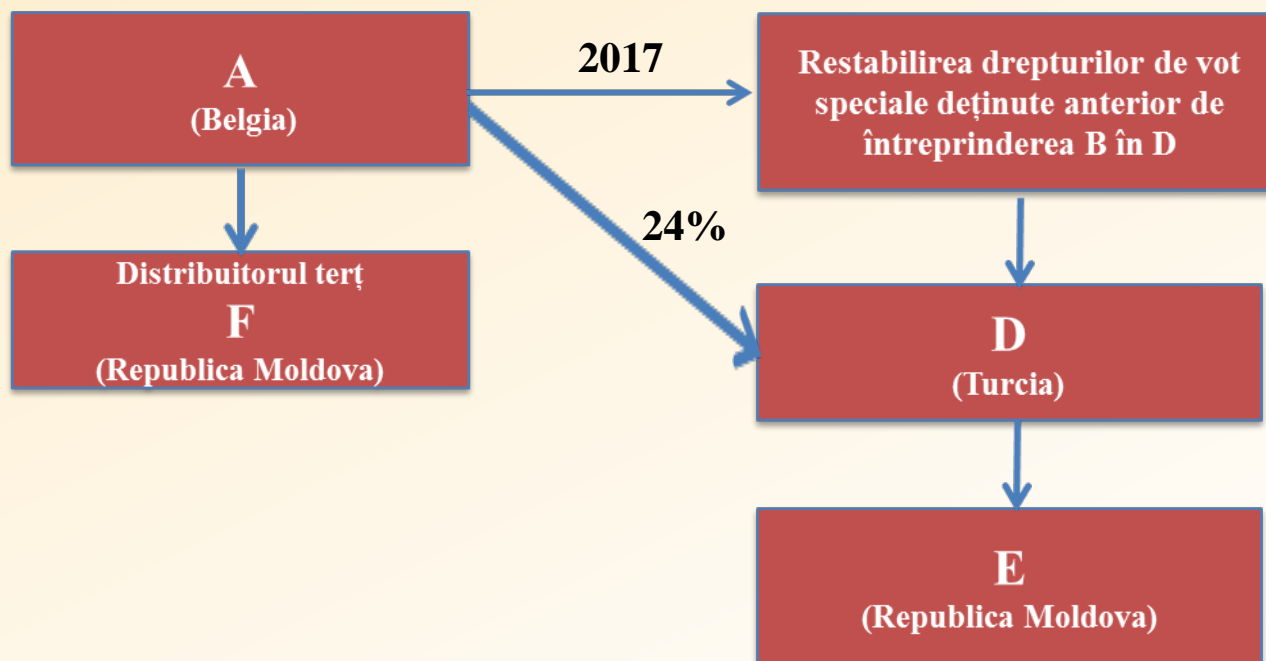 A
(Belgia)
2017
Restabilirea drepturilor de vot
speciale deținute anterior de
întreprinderea B în D
24%
Distribuitorul terț
F
(Republica Moldova)
D
(Turcia)
E
(Republica Moldova)